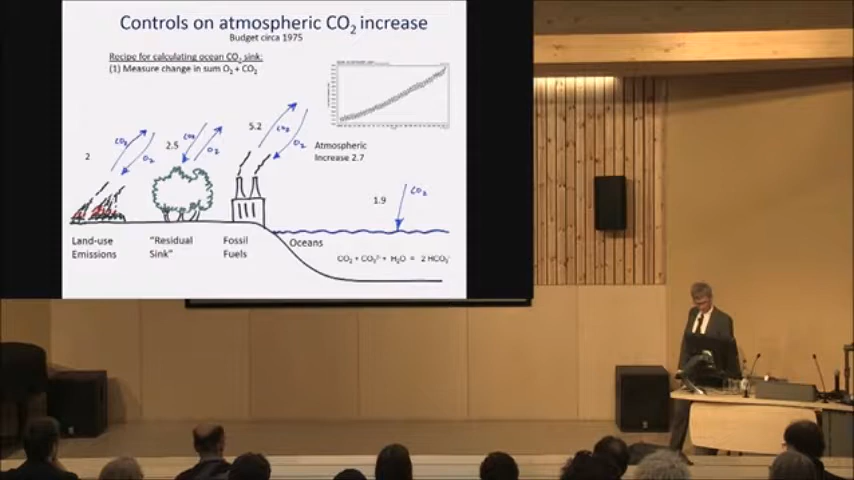 Controls on atmospheric CO₂ increase
Budget circa 1975
Recipe for calculating ocean CO₂ sink:
(1) Measure change in sum O₂ + CO₂
2
CO₂
O₂
2.5
CO₂
O₂
5.2
CO₂
O₂
Atmospheric
Increase 2.7
1.9
CO₂
Land-use
Emissions
"Residual
Sink"
Fossil
Fuels
Oceans
CO₂ + CO₃²⁻ + H₂O = 2 HCO₃⁻